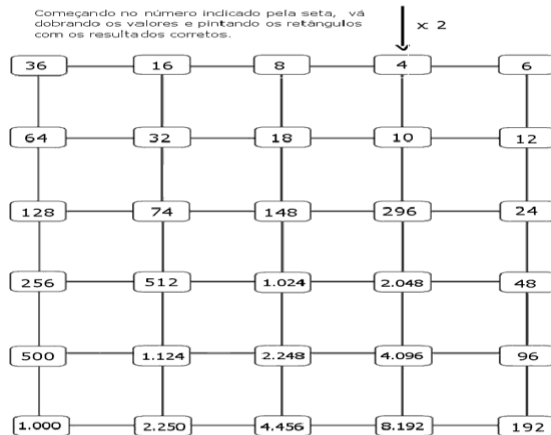 Começando no número indicado pela seta, vá
dobrando os valores e pintando os retângulos
com os resultados corretos.
x 2
36 16 8 4 6
64 32 18 10 12
128 74 148 296 24
256 512 1.024 2.048 48
500 1.124 2.248 4.096 96
1.000 2.250 4.456 8.192 192